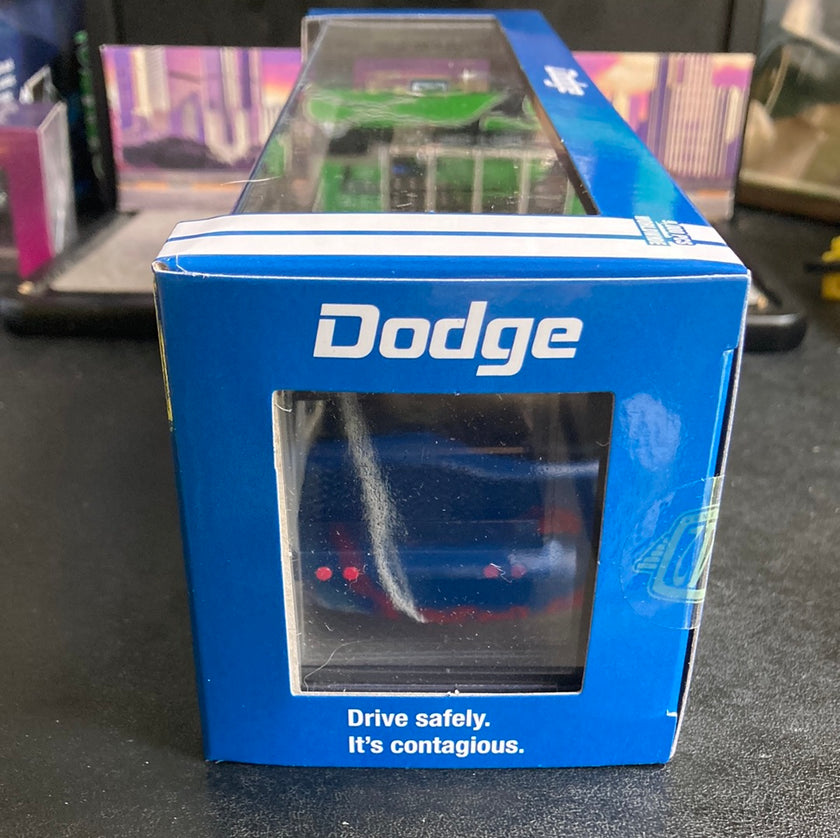 Dodge
Drive safely.
It's contagious.